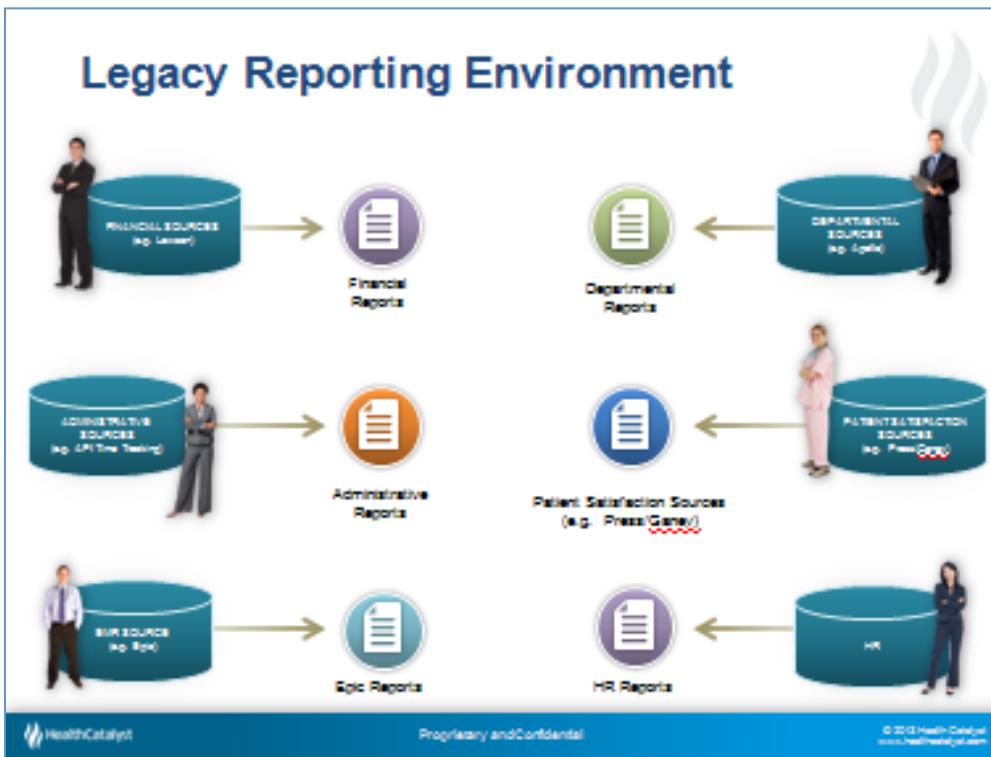 Legacy Reporting Environment
FINANCIAL SOURCES
(e.g. Lawson)
Financial
Reports
Departmental
Reports
DEPARTMENTAL
SOURCES
(e.g. Apollo)
ADMINISTRATIVE
SOURCES
(e.g. API Time Tracking)
Administrative
Reports
Patient Satisfaction Sources
(e.g. Press/Ganey)
PATIENT SATISFACTION
SOURCES
(e.g. Press/
EMR SOURCE
(e.g. Epic)
Epic Reports
HR Reports
HR
HealthCatalyst
Proprietary and Confidential
© 2013 Health Catalyst
www.healthcatalyst.com